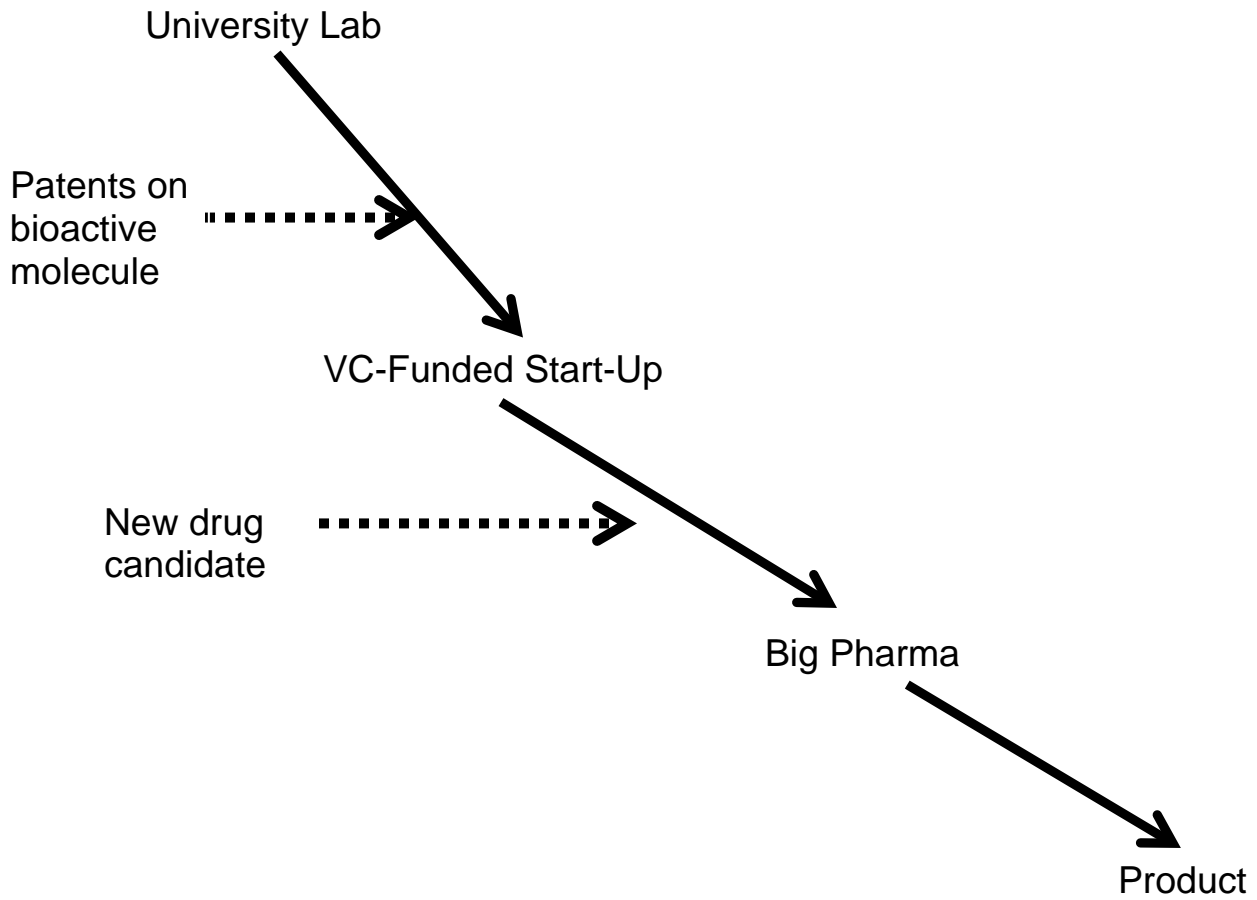 University Lab
Patents on
bioactive
molecule
VC-Funded Start-Up
New drug
candidate
Big Pharma
Product